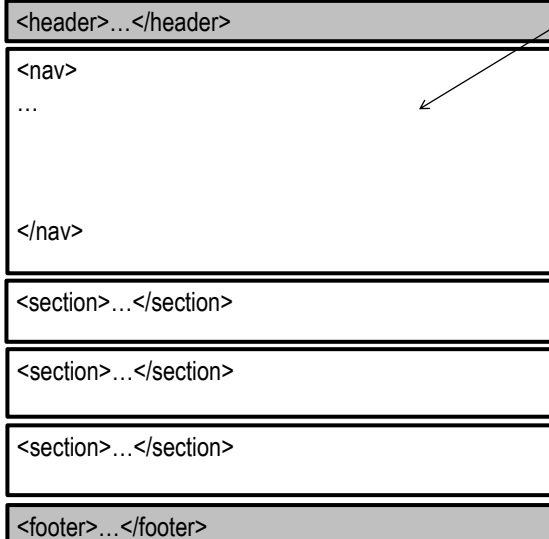 <header>…</header>
<nav>
…
</nav>
<section>…</section>
<section>…</section>
<section>…</section>
<footer>…</footer>